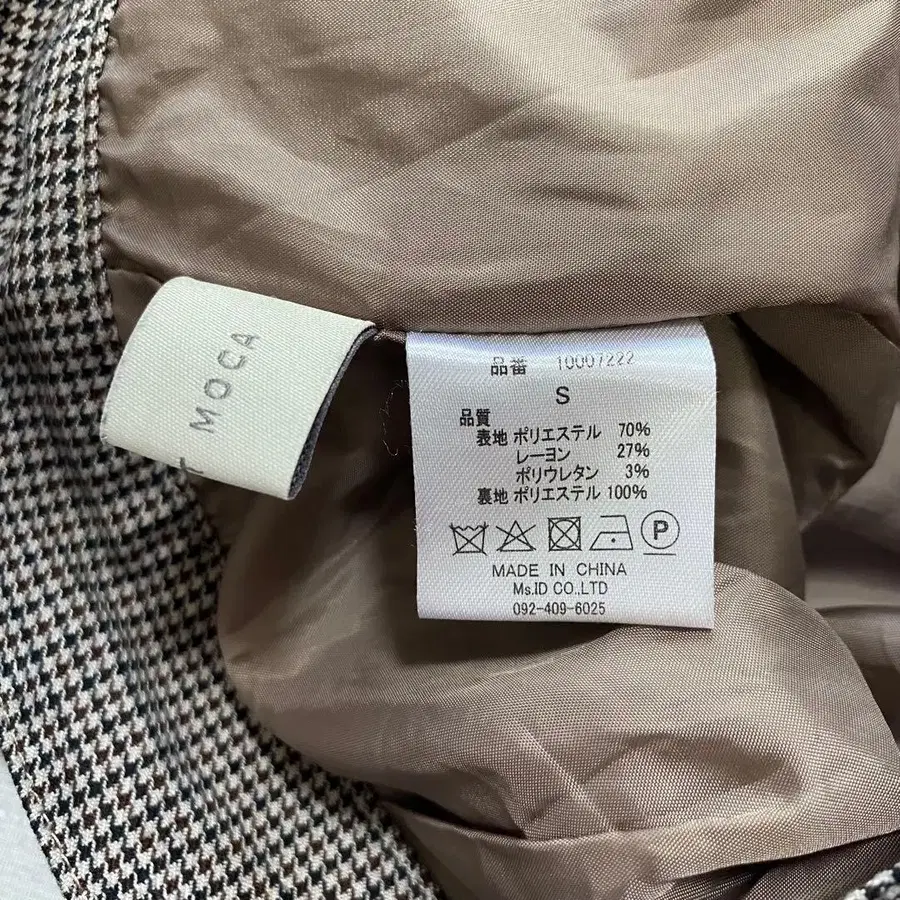 MOCA
品番 10007222
S
品質
表地 ポリエステル 70%
レーヨン 27%
ポリウレタン 3%
裏地 ポリエステル 100%
P
MADE IN CHINA
Ms.ID CO.,LTD
092-409-6025